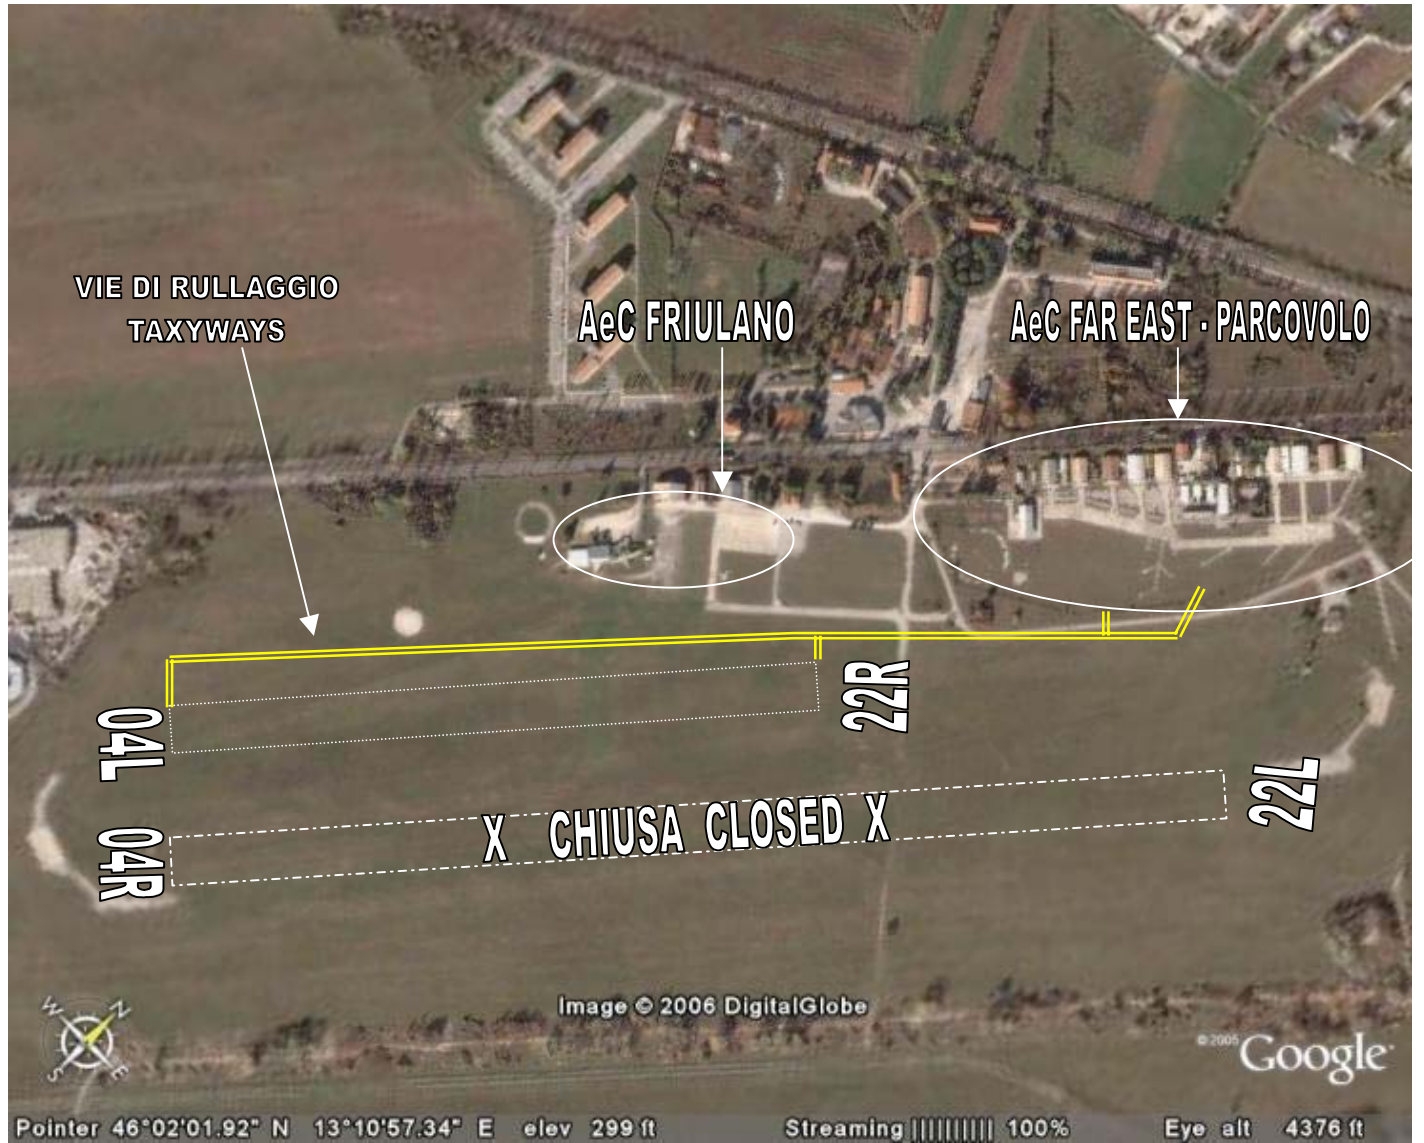 VIE DI RULLAGGIO
TAXYWAYS
AeC FRIULANO
AeC FAR EAST - PARCOVOLO
22R
04L
22L
X CHIUSA CLOSED X
04R
W N
S E
Image © 2006 DigitalGlobe
©2005 Google
Pointer 46°02'01.92" N 13°10'57.34" E elev 299 ft Streaming |||||||||| 100% Eye alt 4376 ft